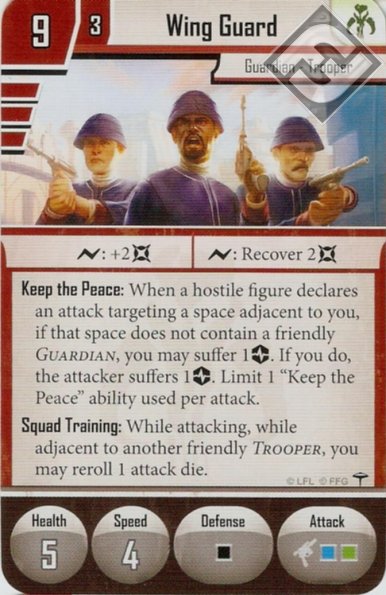 9
3
Wing Guard
Guardian - Trooper
: +2
: Recover 2
Keep the Peace: When a hostile figure declares
an attack targeting a space adjacent to you,
if that space does not contain a friendly
GUARDIAN, you may suffer 1. If you do,
the attacker suffers 1. Limit 1 “Keep the
Peace” ability used per attack.
Squad Training: While attacking, while
adjacent to another friendly TROOPER, you
may reroll 1 attack die.
© LFL © FFG
Health
5
Speed
4
Defense
Attack